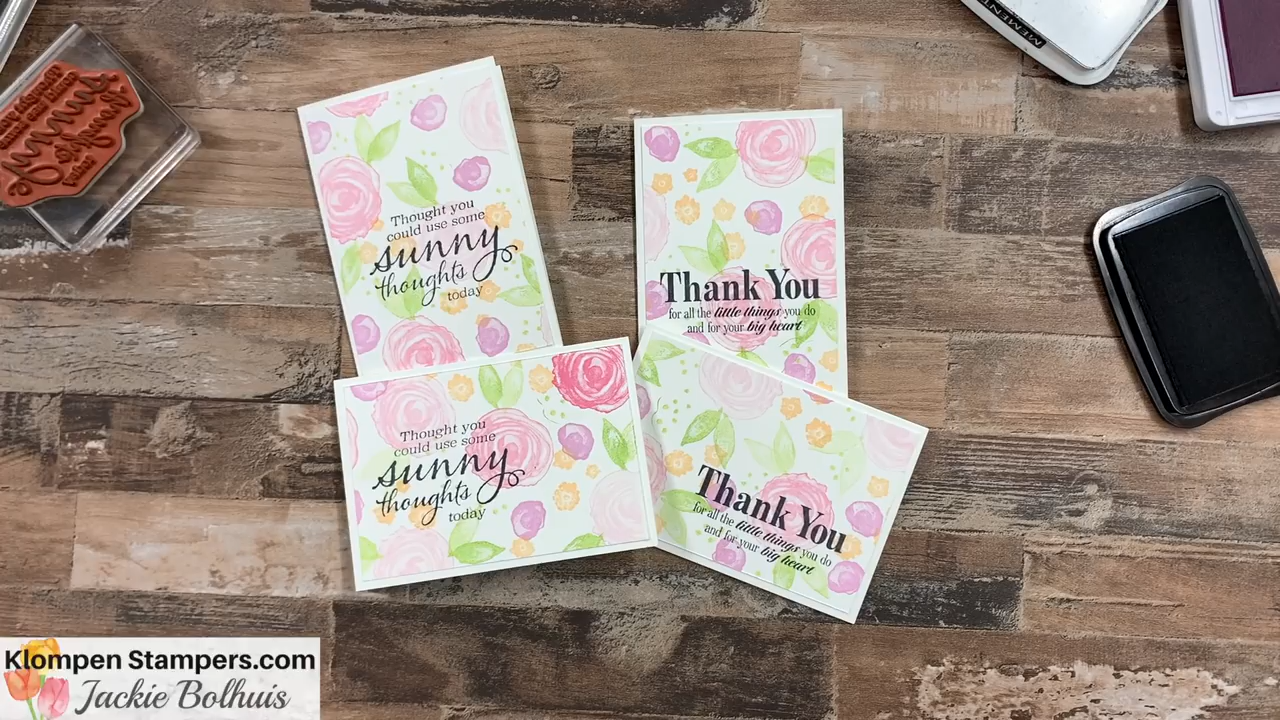 MEMENTO
Thought you
could use some
sunny
thoughts
today
Thank You
for all the little things you do
and for your big heart
Thought you
could use some
sunny
thoughts
today
Thank You
for all the little things you do
and for your big heart
Klompen Stampers.com
Jackie Bolhuis